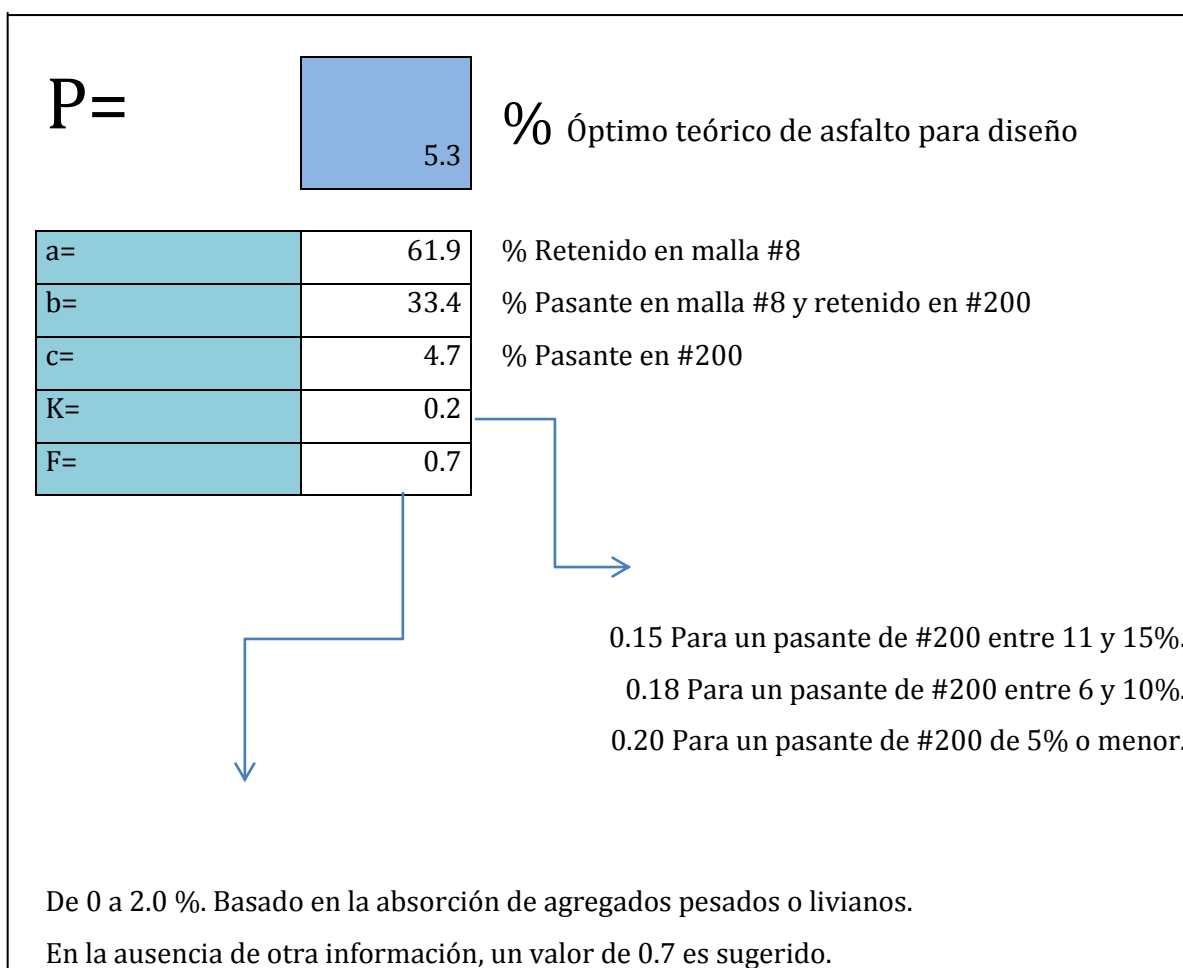 P=
5.3
% Óptimo teórico de asfalto para diseño
a= 61.9 % Retenido en malla #8
b= 33.4 % Pasante en malla #8 y retenido en #200
c= 4.7 % Pasante en #200
K= 0.2
F= 0.7
0.15 Para un pasante de #200 entre 11 y 15%.
0.18 Para un pasante de #200 entre 6 y 10%.
0.20 Para un pasante de #200 de 5% o menor.
De 0 a 2.0 %. Basado en la absorción de agregados pesados o livianos.
En la ausencia de otra información, un valor de 0.7 es sugerido.